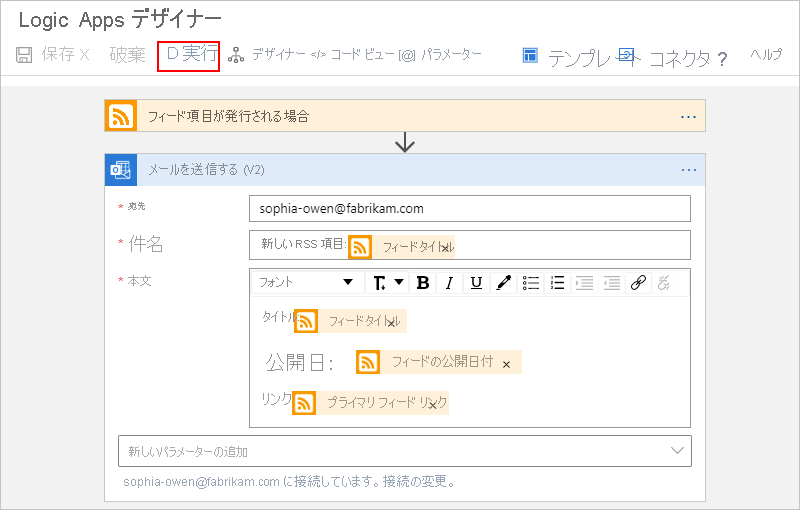 Logic Apps デザイナー
保存 X 破棄 D 実行 デザイナー </> コード ビュー [@] パラメーター テンプレート コネクタ ? ヘルプ
フィード項目が発行される場合 ...
メールを送信する (V2) ...
* 宛先 sophia-owen@fabrikam.com
* 件名 新しい RSS 項目: フィード タイトル ×
* 本文 フォント B I U
タイトル: フィード タイトル ×
公開日: フィードの公開日付 ×
リンク: プライマリ フィード リンク ×
新しいパラメーターの追加
sophia-owen@fabrikam.com に接続しています。接続の変更。